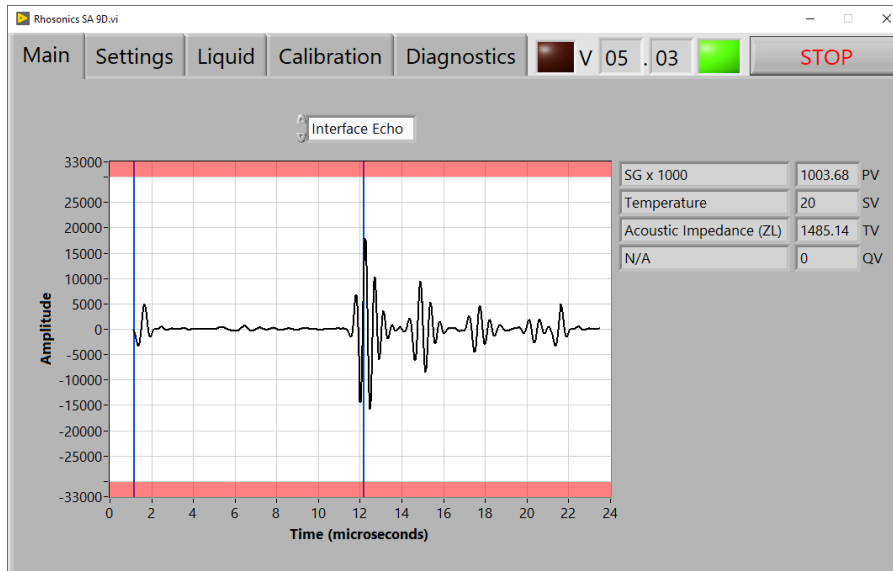 Rhosonics SA 9D.vi
Main Settings Liquid Calibration Diagnostics V 05 . 03 STOP
Interface Echo
SG x 1000 1003.68 PV
Temperature 20 SV
Acoustic Impedance (ZL) 1485.14 TV
N/A 0 QV
Amplitude
33000
25000
20000
15000
10000
5000
0
-5000
-10000
-15000
-20000
-25000
-33000
0 2 4 6 8 10 12 14 16 18 20 22 24
Time (microseconds)